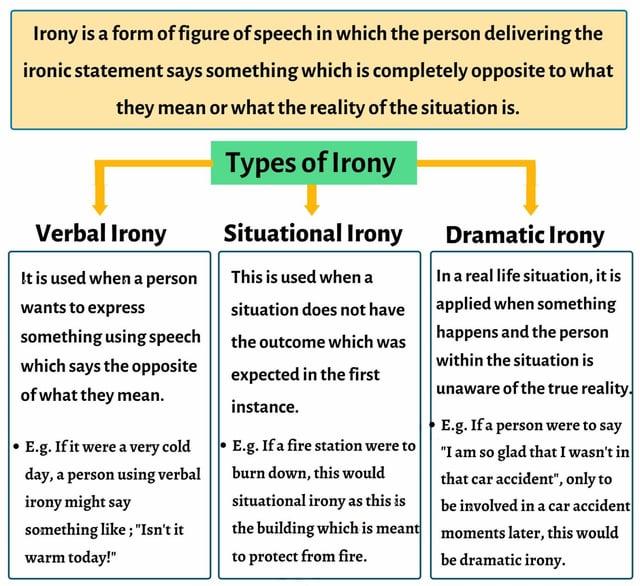 Irony is a form of figure of speech in which the person delivering the
ironic statement says something which is completely opposite to what
they mean or what the reality of the situation is.
Types of Irony
Verbal Irony
It is used when a person
wants to express
something using speech
which says the opposite
of what they mean.
• E.g. If it were a very cold
day, a person using verbal
irony might say
something like ; "Isn't it
warm today!"
Situational Irony
This is used when a
situation does not have
the outcome which was
expected in the first
instance.
• E.g. If a fire station were to
burn down, this would
situational irony as this is
the building which is meant
to protect from fire.
Dramatic Irony
In a real life situation, it is
applied when something
happens and the person
within the situation is
unaware of the true reality.
• E.g. If a person were to say
"I am so glad that I wasn't in
that car accident", only to
be involved in a car accident
moments later, this would
be dramatic irony.